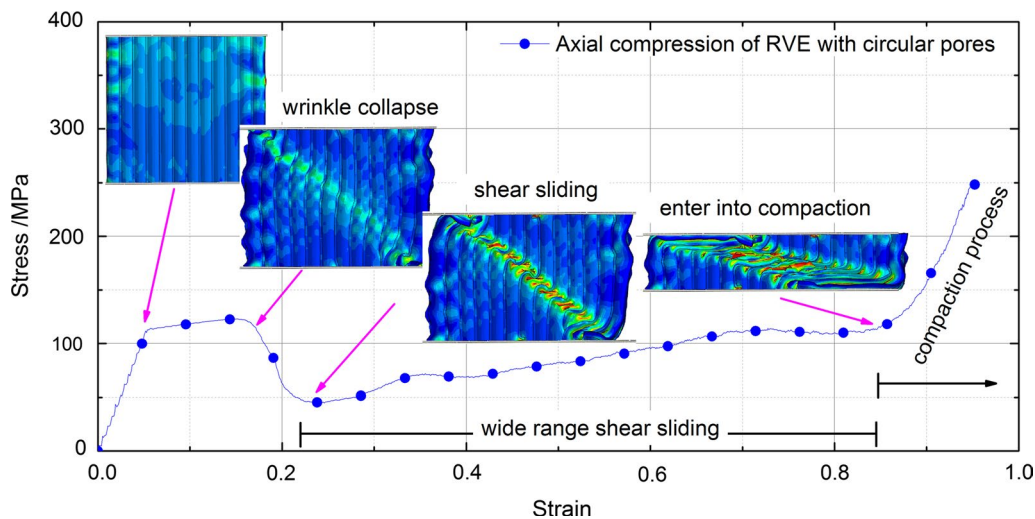 400
300
200
100
0
Stress /MPa
Axial compression of RVE with circular pores
wrinkle collapse
shear sliding
enter into compaction
compaction process
wide range shear sliding
0.0
0.2
0.4
0.6
0.8
1.0
Strain